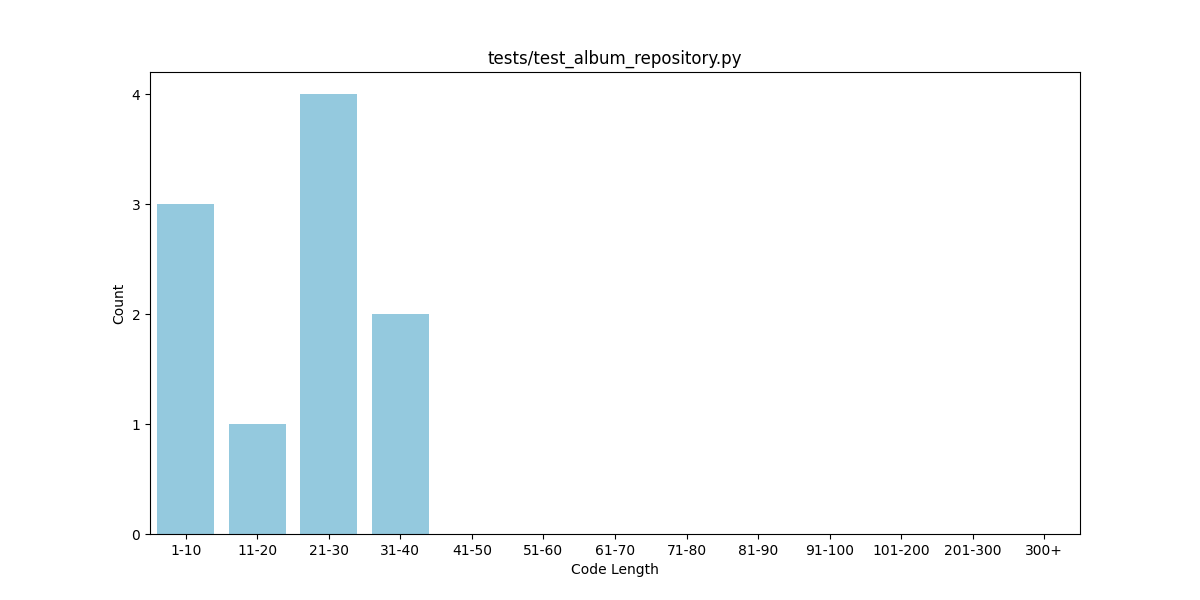 tests/test_album_repository.py
4
3
2
1
0
Count
1-10 11-20 21-30 31-40 41-50 51-60 61-70 71-80 81-90 91-100 101-200 201-300 300+
Code Length